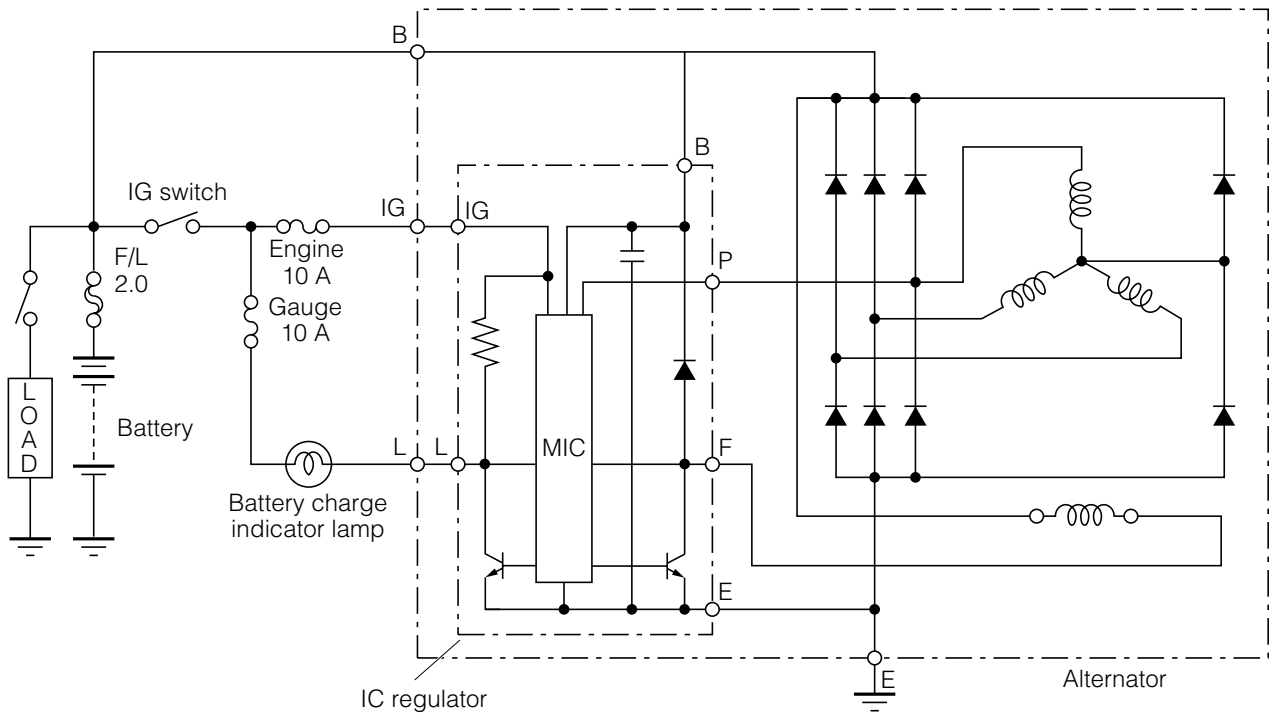 B
B
IG switch
IG
IG
F/L
2.0
Engine
10 A
P
Gauge
10 A
LOAD
Battery
MIC
L
L
F
Battery charge
indicator lamp
E
E
Alternator
IC regulator